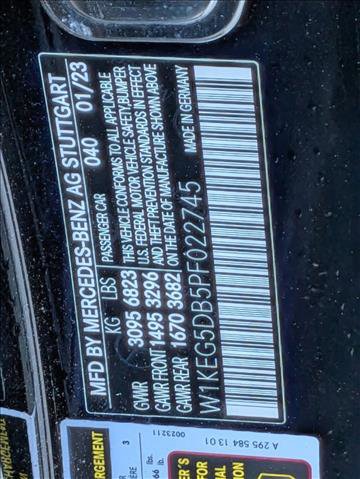 MFD BY MERCEDES-BENZ AG STUTTGART
040 01/23
KG LBS PASSENGER CAR
GVWR 3095 6823
GAWR FRONT 1495 3296
GAWR REAR 1670 3682
THIS VEHICLE CONFORMS TO ALL APPLICABLE
U.S. FEDERAL MOTOR VEHICLE SAFETY,BUMPER
AND THEFT PREVENTION STANDARDS IN EFFECT
ON THE DATE OF MANUFACTURE SHOWN ABOVE
W1KEG5DB5PF022745
MADE IN GERMANY
A 295 584 13 01
0023211
ARGEMENT
3
lbs.